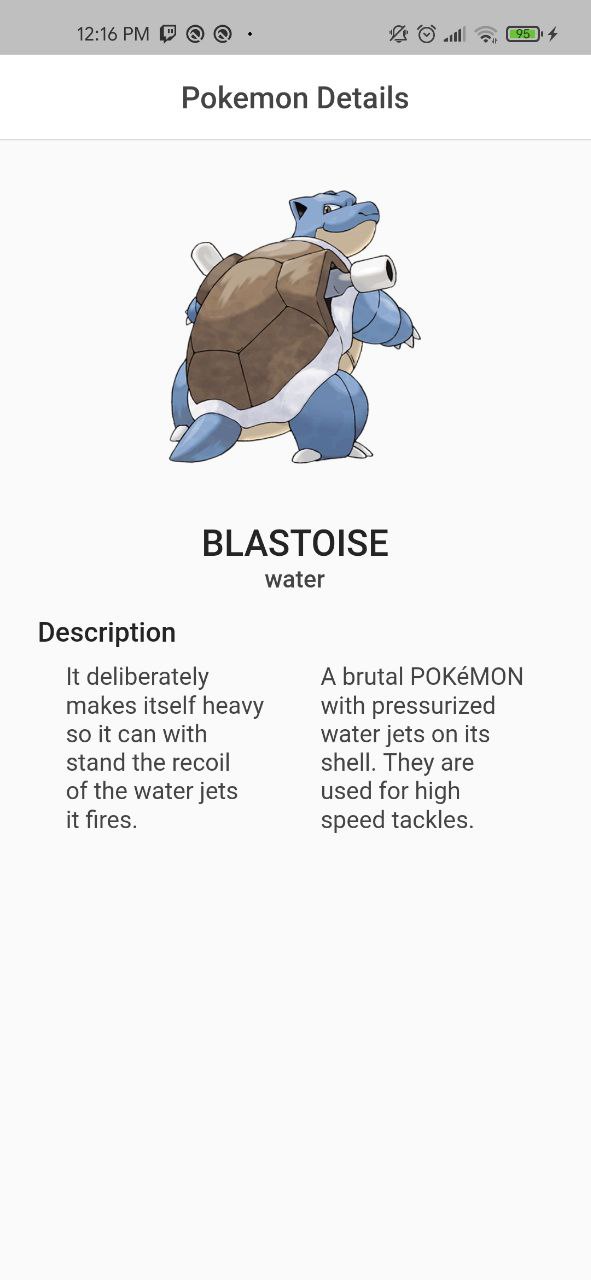 12:16 PM
95
Pokemon Details
BLASTOISE
water
Description
It deliberately
makes itself heavy
so it can with
stand the recoil
of the water jets
it fires.
A brutal POKéMON
with pressurized
water jets on its
shell. They are
used for high
speed tackles.